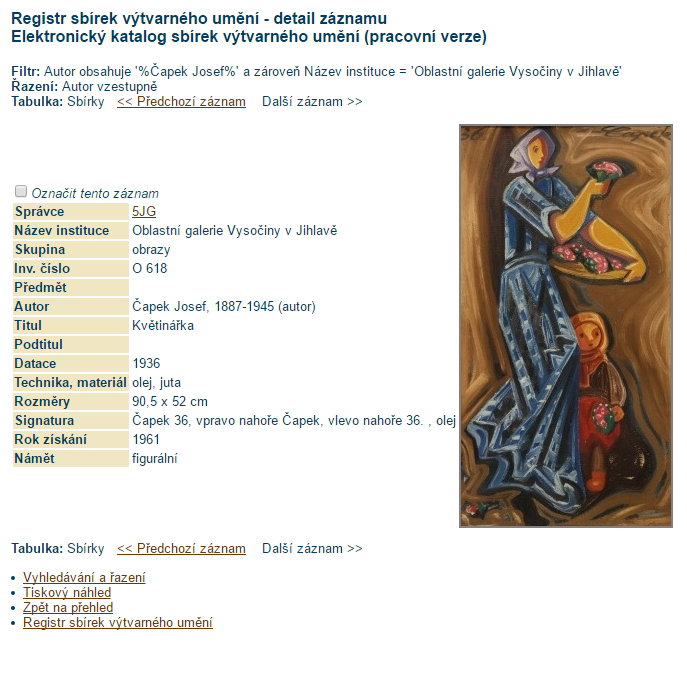 Registr sbírek výtvarného umění - detail záznamu
Elektronický katalog sbírek výtvarného umění (pracovní verze)
Filtr: Autor obsahuje '%Čapek Josef%' a zároveň Název instituce = 'Oblastní galerie Vysočiny v Jihlavě'
Řazení: Autor vzestupně
Tabulka: Sbírky << Předchozí záznam Další záznam >>
Označit tento záznam
Správce 5JG
Název instituce Oblastní galerie Vysočiny v Jihlavě
Skupina obrazy
Inv. číslo O 618
Předmět
Autor Čapek Josef, 1887-1945 (autor)
Titul Květinářka
Podtitul
Datace 1936
Technika, materiál olej, juta
Rozměry 90,5 x 52 cm
Signatura Čapek 36, vpravo nahoře Čapek, vlevo nahoře 36. , olej
Rok získání 1961
Námět figurální
Tabulka: Sbírky << Předchozí záznam Další záznam >>
• Vyhledávání a řazení
• Tiskový náhled
• Zpět na přehled
• Registr sbírek výtvarného umění